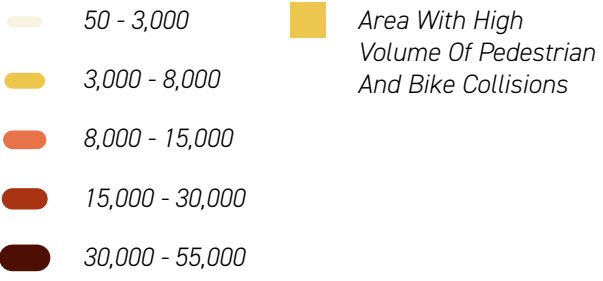 50 - 3,000
3,000 - 8,000
8,000 - 15,000
15,000 - 30,000
30,000 - 55,000
Area With High
Volume Of Pedestrian
And Bike Collisions